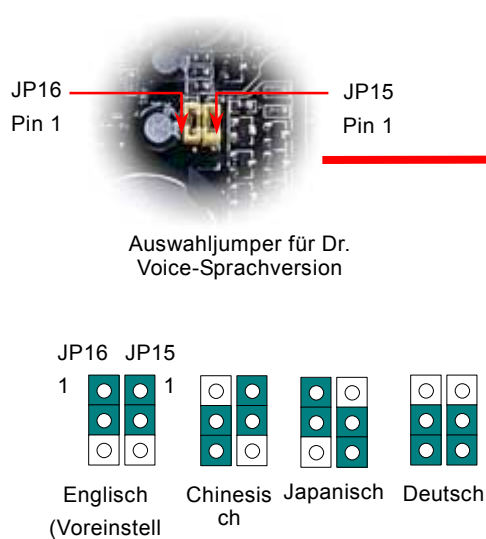 JP16
JP15
Pin 1
Pin 1
Auswahljumper für Dr.
Voice-Sprachversion
JP16 JP15
1 1
Englisch
(Voreinstell
Chinesis
ch
Japanisch
Deutsch